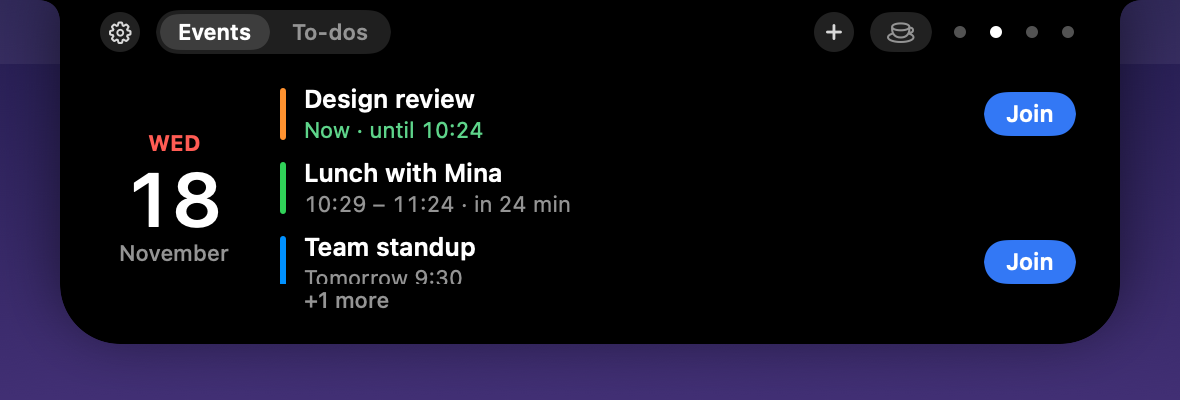 Events To-dos
Design review
Now · until 10:24
Join
WED
18
November
Lunch with Mina
10:29 – 11:24 · in 24 min
Team standup
Tomorrow 9:30
Join
+1 more